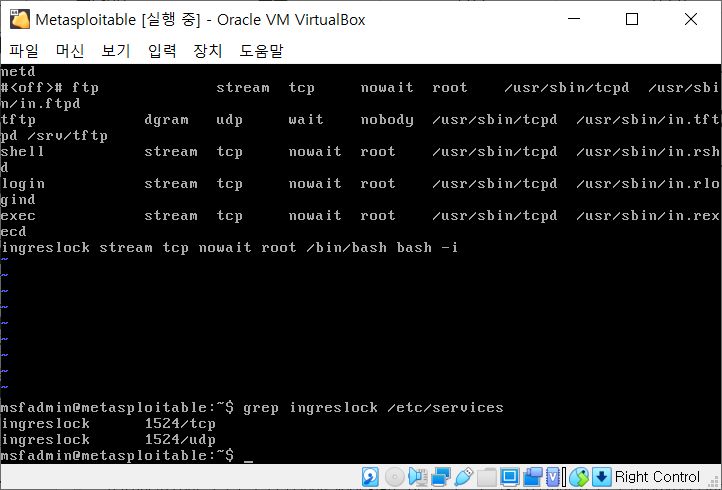 Metasploitable [실행 중] - Oracle VM VirtualBox
파일 머신 보기 입력 장치 도움말
netd
#<off># ftp stream tcp nowait root /usr/sbin/tcpd /usr/sbi
n/in.ftpd
tftp dgram udp wait nobody /usr/sbin/tcpd /usr/sbin/in.tft
pd /srv/tftp
shell stream tcp nowait root /usr/sbin/tcpd /usr/sbin/in.rsh
d
login stream tcp nowait root /usr/sbin/tcpd /usr/sbin/in.rlo
gind
exec stream tcp nowait root /usr/sbin/tcpd /usr/sbin/in.rex
ecd
ingreslock stream tcp nowait root /bin/bash bash -i
~
~
~
~
~
~
~
~
~
msfadmin@metasploitable:~$ grep ingreslock /etc/services
ingreslock 1524/tcp
ingreslock 1524/udp
msfadmin@metasploitable:~$ _
Right Control